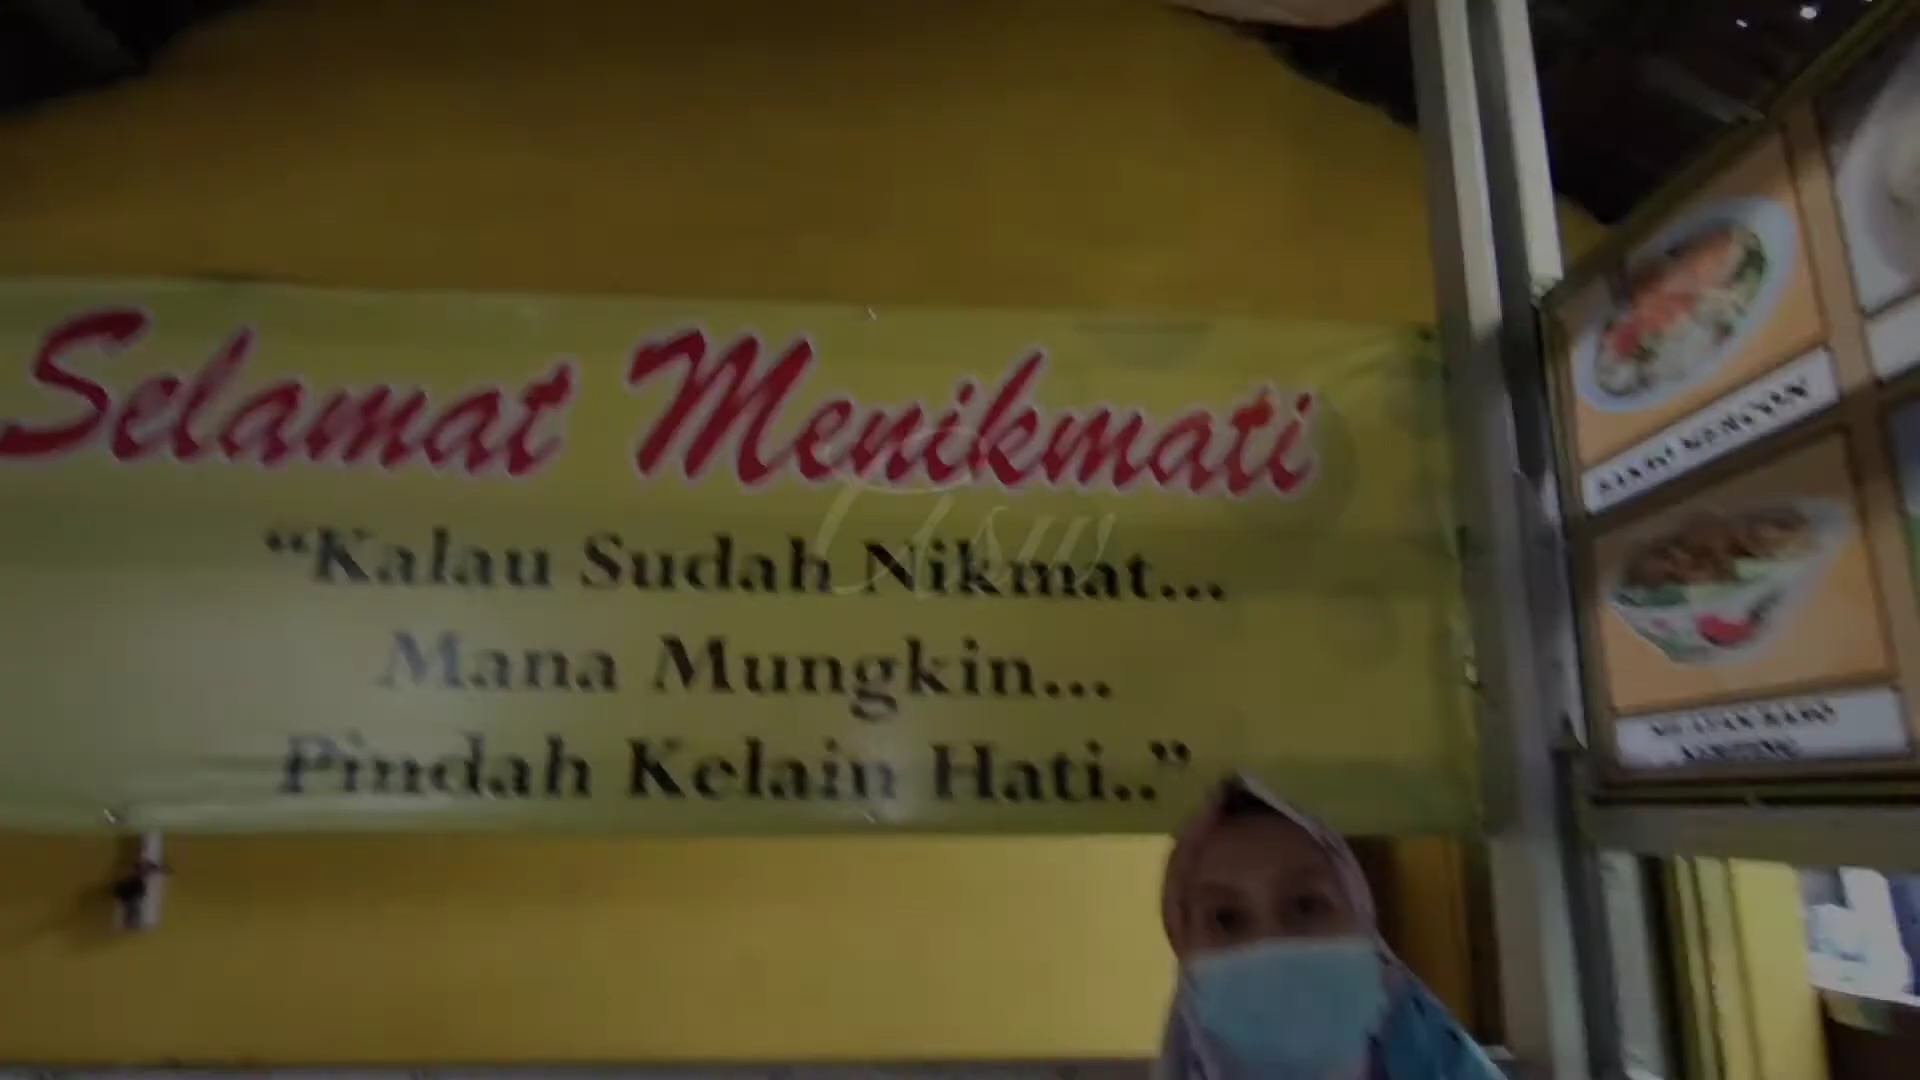 Selamat Menikmati
"Kalau Sudah Nikmat...
Mana Mungkin...
Pindah Kelain Hati.."